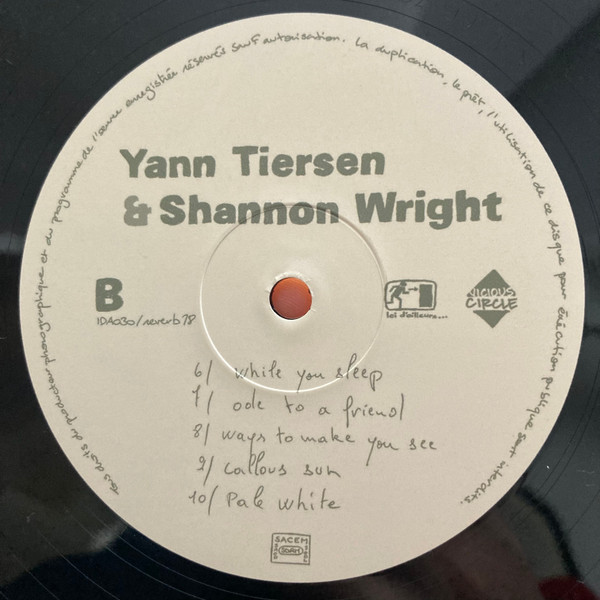 tous droits du producteur phonographique et du programme de l'œuvre enregistrée réservés sauf autorisation. la duplication, le prêt, l'utilisation de ce disque pour exécution publique sont interdits.
Yann Tiersen
& Shannon Wright
B
IDA030/reverb78
ici d'ailleurs...
VICIOUS
CIRCLE
6/ while you sleep
7/ ode to a friend
8/ ways to make you see
9/ callous sun
10/ Pale white
SACEM
SDRM